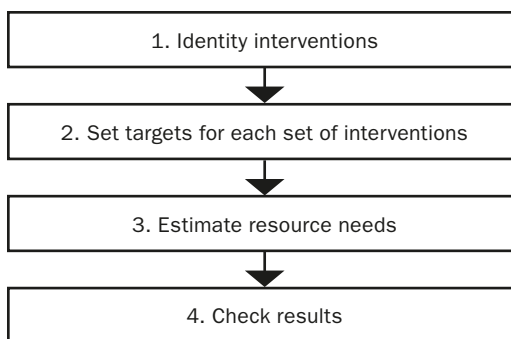 1. Identity interventions
2. Set targets for each set of interventions
3. Estimate resource needs
4. Check results